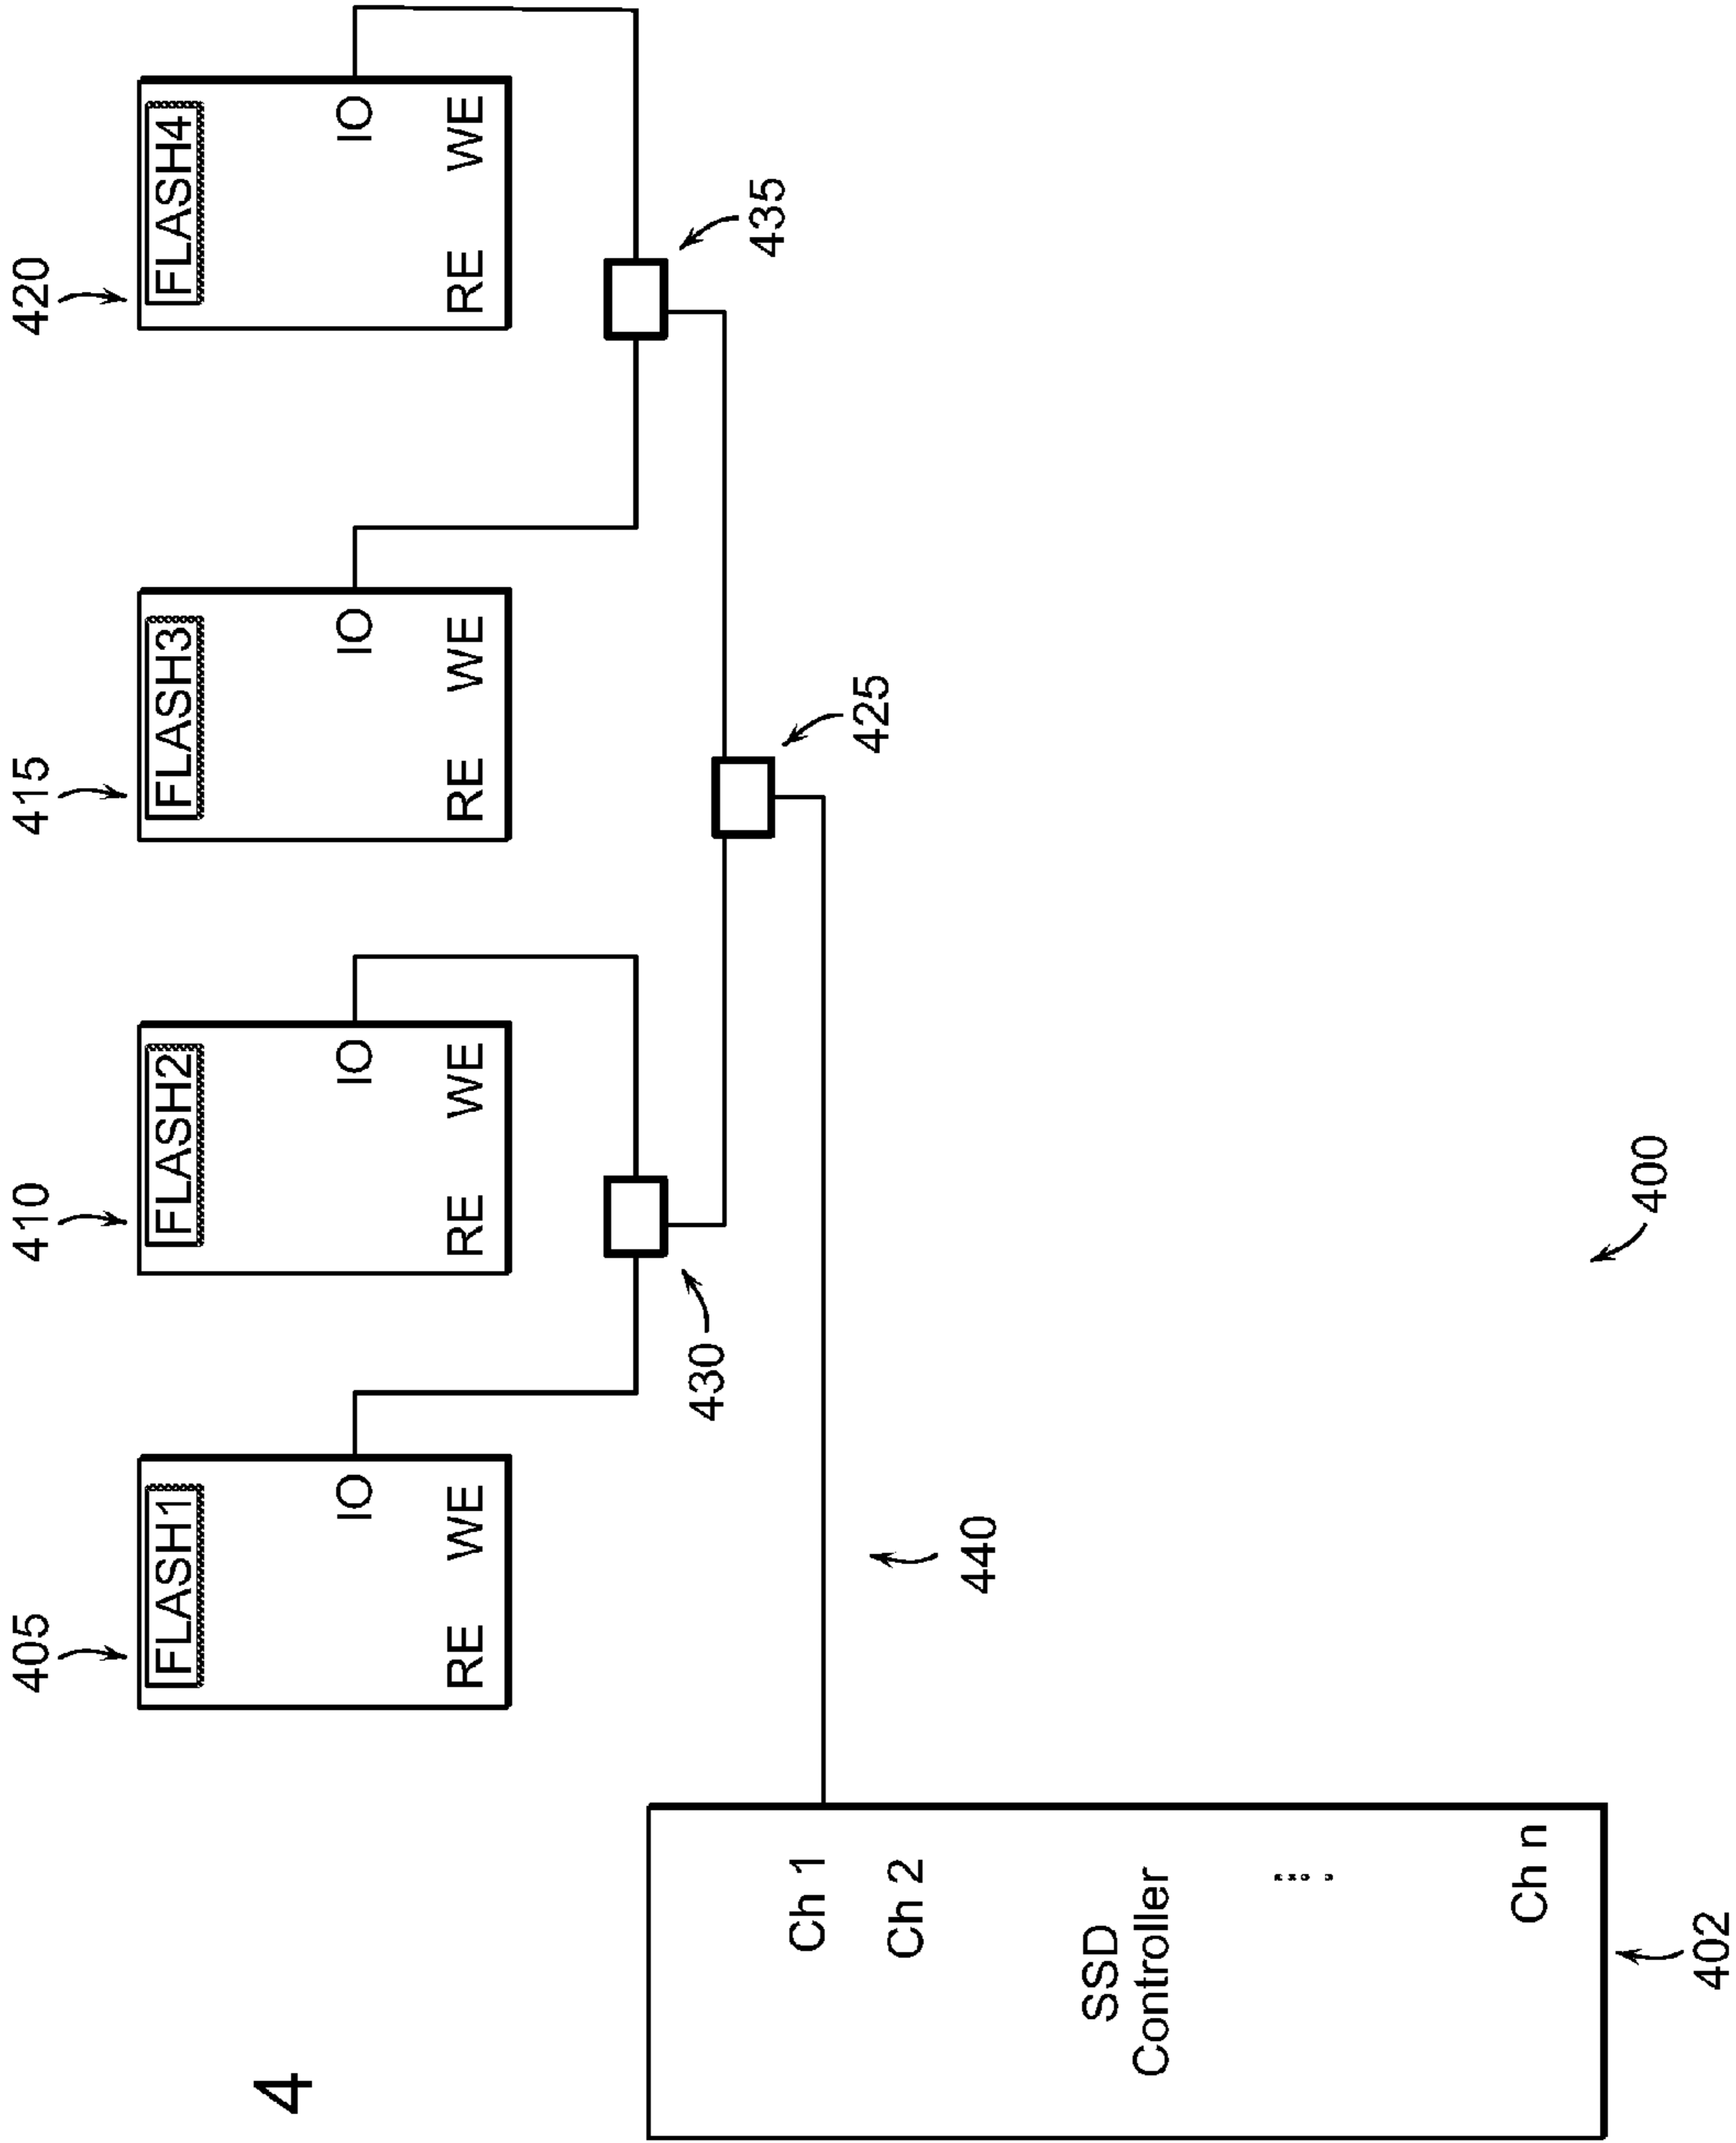 4
405
410
415
420
FLASH1
FLASH2
FLASH3
FLASH4
IO
IO
IO
IO
RE WE
RE WE
RE WE
RE WE
430
435
425
440
Ch 1
Ch 2
SSD
Controller
Ch n
402
400